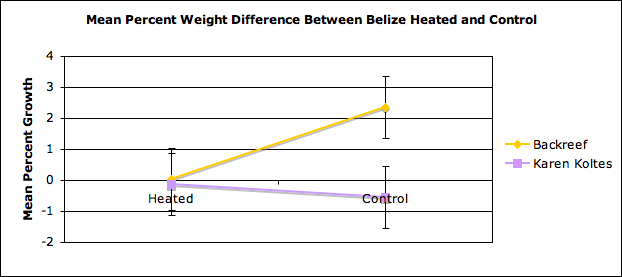 Mean Percent Weight Difference Between Belize Heated and Control
Mean Percent Growth
4
3
2
1
0
-1
-2
Heated
Control
Backreef
Karen Koltes